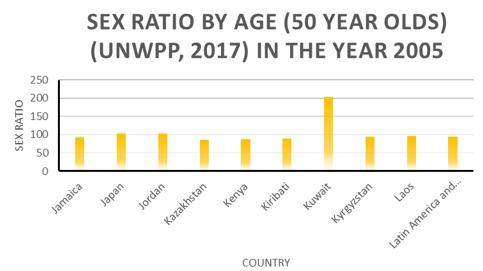 SEX RATIO BY AGE (50 YEAR OLDS)
(UNWPP, 2017) IN THE YEAR 2005
SEX RATIO
250
200
150
100
50
0
Jamaica
Japan
Jordan
Kazakhstan
Kenya
Kiribati
Kuwait
Kyrgyzstan
Laos
Latin America and...
COUNTRY